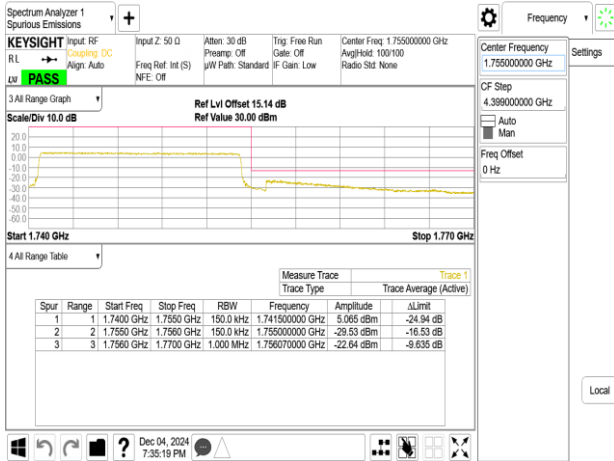 Spectrum Analyzer 1
Spurious Emissions
Frequency
Settings
KEYSIGHT
RL
LXI
PASS
Input: RF
Coupling: DC
Align: Auto
Input Z: 50 Ω
Freq Ref: Int (S)
NFE: Off
Atten: 30 dB
Preamp: Off
µW Path: Standard
Trig: Free Run
Gate: Off
IF Gain: Low
Center Freq: 1.755000000 GHz
Avg|Hold: 100/100
Radio Std: None
Center Frequency
1.755000000 GHz
CF Step
4.399000000 GHz
Auto
Man
Freq Offset
0 Hz
Local
3 All Range Graph
Scale/Div 10.0 dB
Ref Lvl Offset 15.14 dB
Ref Value 30.00 dBm
20.0
10.0
0.00
-10.0
-20.0
-30.0
-40.0
-50.0
-60.0
Start 1.740 GHz
Stop 1.770 GHz
4 All Range Table
Measure Trace Trace 1
Trace Type Trace Average (Active)
Spur Range Start Freq Stop Freq RBW Frequency Amplitude ΔLimit
1 1 1.7400 GHz 1.7550 GHz 150.0 kHz 1.741500000 GHz 5.065 dBm -24.94 dB
2 2 1.7550 GHz 1.7560 GHz 150.0 kHz 1.755000000 GHz -29.53 dBm -16.53 dB
3 3 1.7560 GHz 1.7700 GHz 1.000 MHz 1.756070000 GHz -22.64 dBm -9.635 dB
Dec 04, 2024
7:35:19 PM